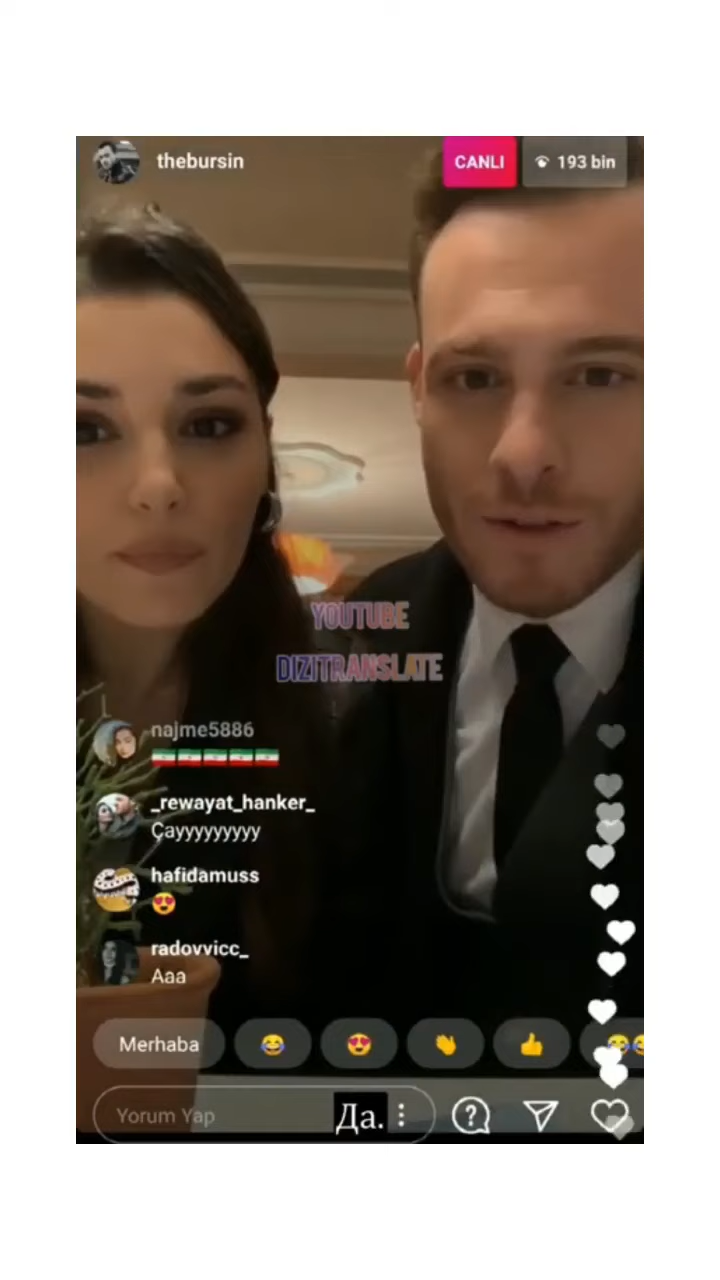 thebursin
CANLI
193 bin
YOUTUBE
DIZITRANSLATE
najme5886
_rewayat_hanker_
Çayyyyyyyyy
hafidamuss
😍
radovvicc_
Aaa
Merhaba
Yorum Yap
Да.